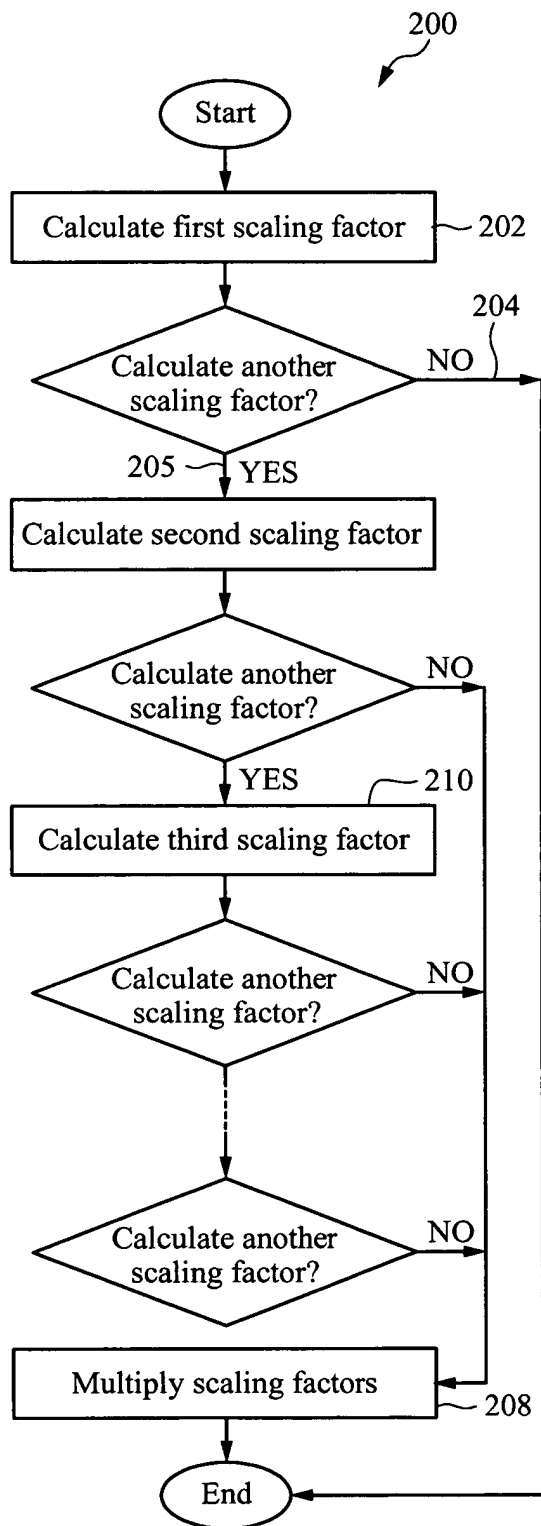 200
Start
Calculate first scaling factor
202
204
Calculate another
scaling factor?
NO
205
YES
Calculate second scaling factor
Calculate another
scaling factor?
NO
YES
210
Calculate third scaling factor
Calculate another
scaling factor?
NO
Calculate another
scaling factor?
NO
Multiply scaling factors
208
End